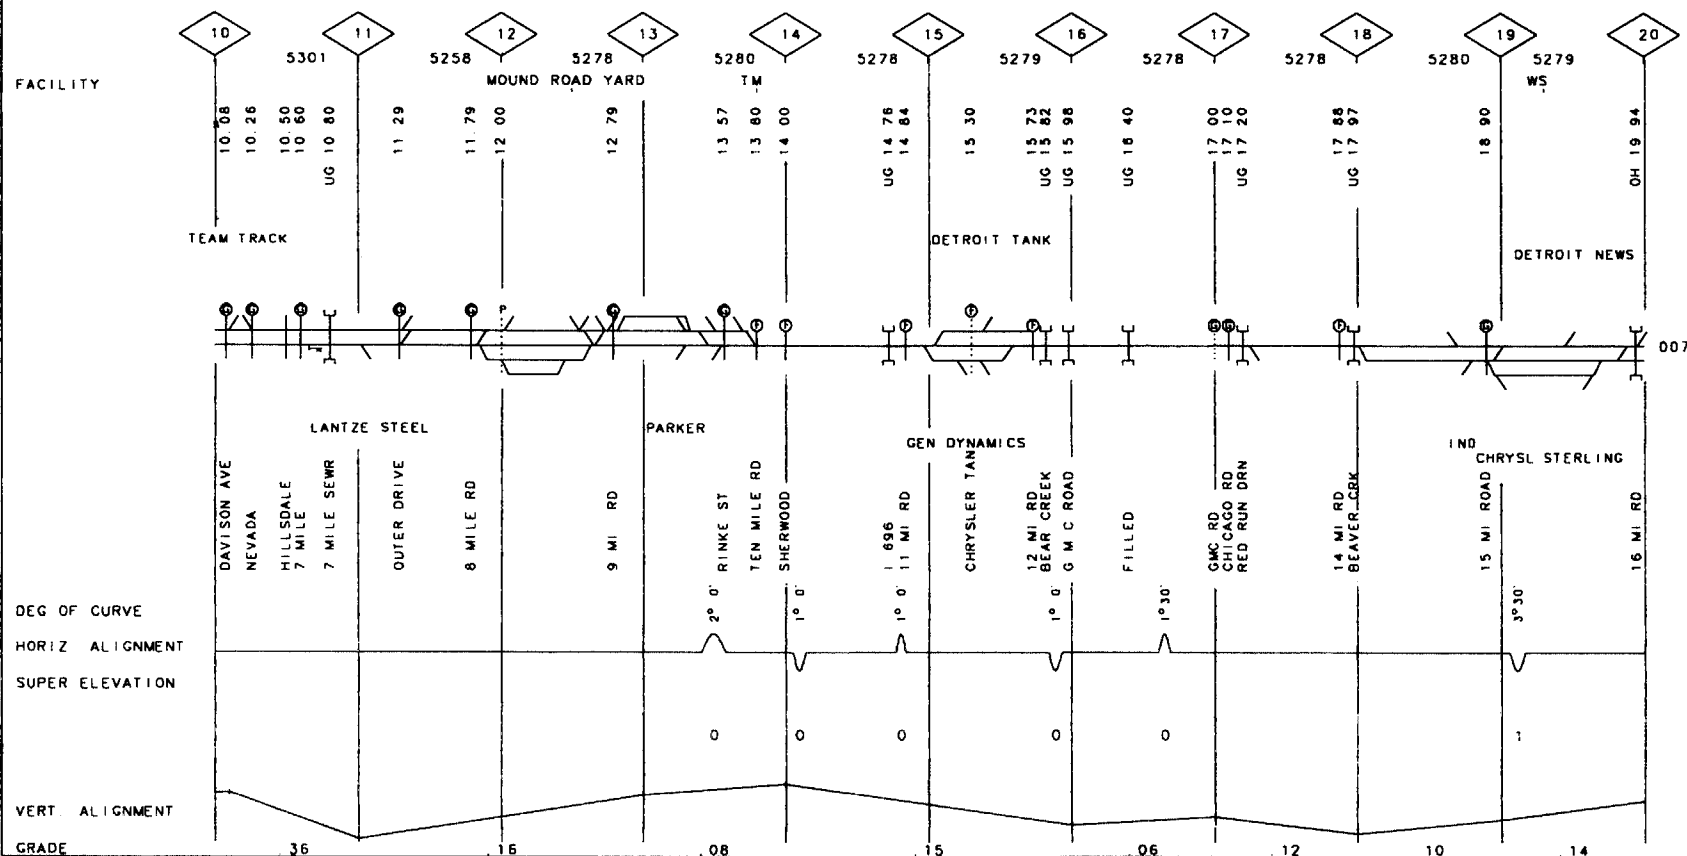 10 11 12 13 14 15 16 17 18 19 20
5301 5258 5278 5280 5278 5279 5278 5278 5280 5279
FACILITY MOUND ROAD YARD TM WS
10.08
10.26
10.50
10 60
UG 10 80
11 29
11.79
12 00
12 79
13 57
13 80
14 00
UG 14 76
14 84
15 30
15 73
UG 15 82
UG 15 98
UG 16 40
17 00
17 10
UG 17 20
17 88
UG 17 97
18 90
OH 19 94
TEAM TRACK
DETROIT TANK
DETROIT NEWS
G G G G G P G G F F F F F G G F G
007
LANTZE STEEL
PARKER
GEN DYNAMICS
IND
CHRYSL STERLING
DAVISON AVE
NEVADA
HILLSDALE
7 MILE
7 MILE SEWR
OUTER DRIVE
8 MILE RD
9 MI RD
RINKE ST
TEN MILE RD
SHERWOOD
I 696
11 MI RD
CHRYSLER TAN
12 MI RD
BEAR CREEK
G M C ROAD
FILLED
GMC RD
CHICAGO RD
RED RUN DRN
14 MI RD
BEAVER CRK
15 MI ROAD
16 MI RD
DEG OF CURVE 2° 0' 1° 0' 1° 0' 1° 0' 1°30' 3°30'
HORIZ ALIGNMENT
SUPER ELEVATION
0 0 0 0 0 1
VERT. ALIGNMENT
GRADE .36 .16 .08 .15 .06 .12 .10 .14